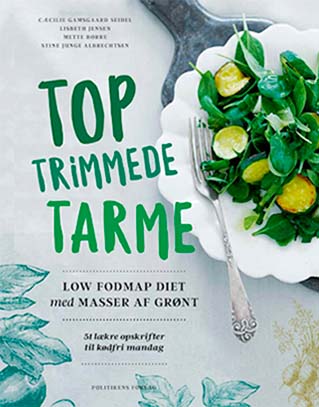 CÆCILIE GAMSGAARD SEIDEL
LISBETH JENSEN
METTE BORRE
STINE JUNGE ALBRECHTSEN
TOP
TRIMMEDE
TARME
LOW FODMAP DIET
med MASSER AF GRØNT
51 lækre opskrifter
til kødfri mandag
POLITIKENS FORLAG